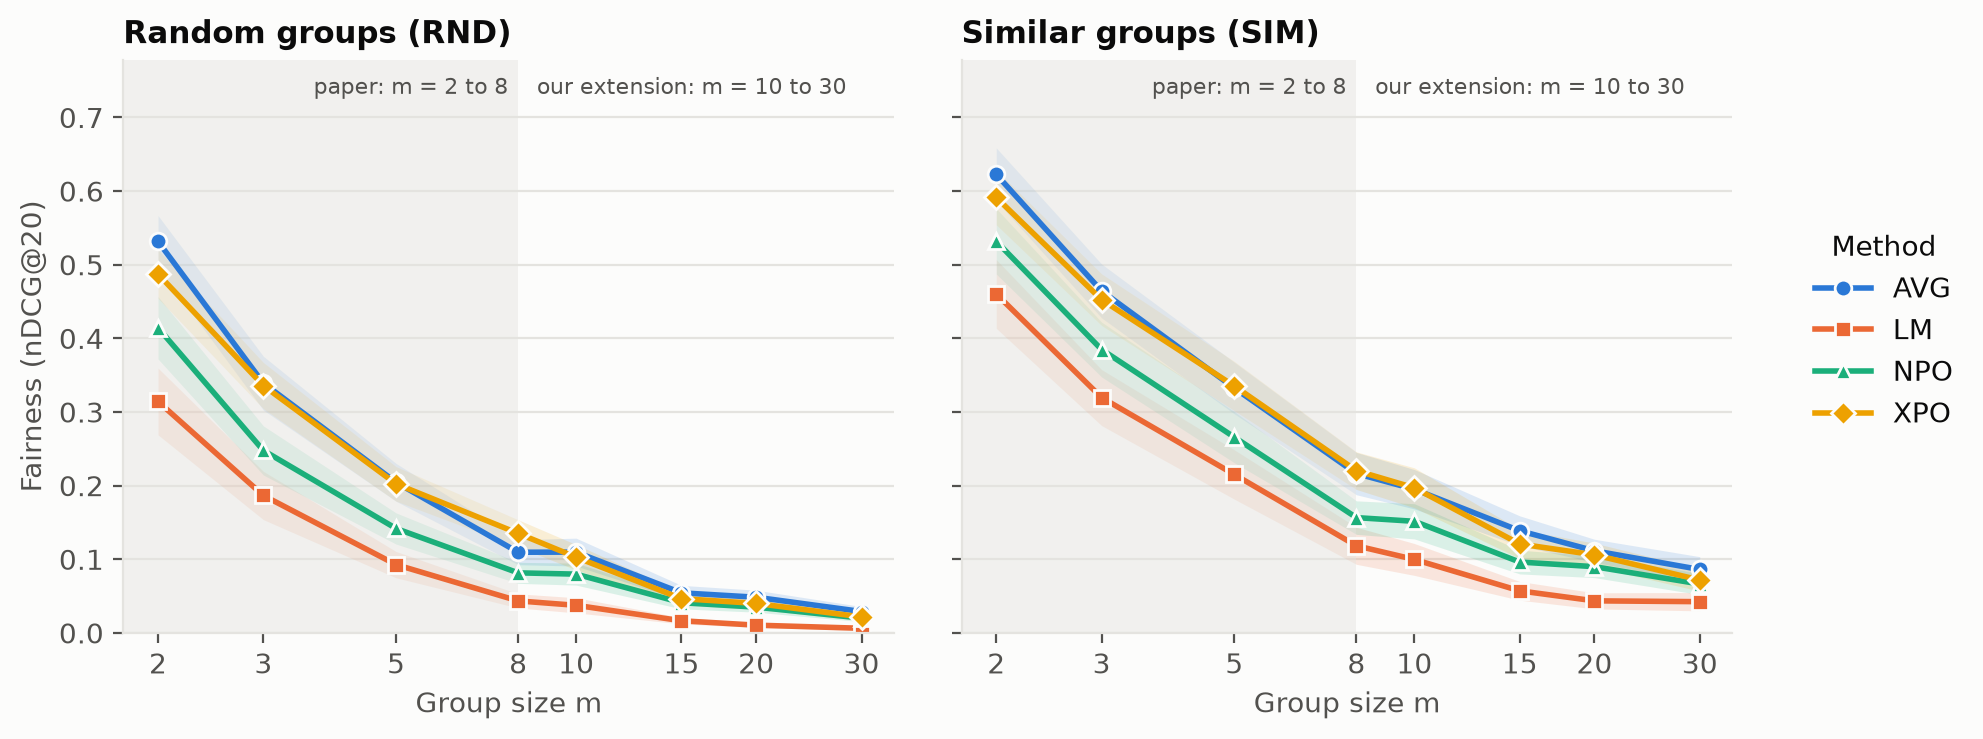 Random groups (RND)
Similar groups (SIM)
paper: m = 2 to 8
our extension: m = 10 to 30
paper: m = 2 to 8
our extension: m = 10 to 30
Fairness (nDCG@20)
0.7
0.6
0.5
0.4
0.3
0.2
0.1
0.0
2 3 5 8 10 15 20 30
2 3 5 8 10 15 20 30
Group size m
Group size m
Method
AVG
LM
NPO
XPO